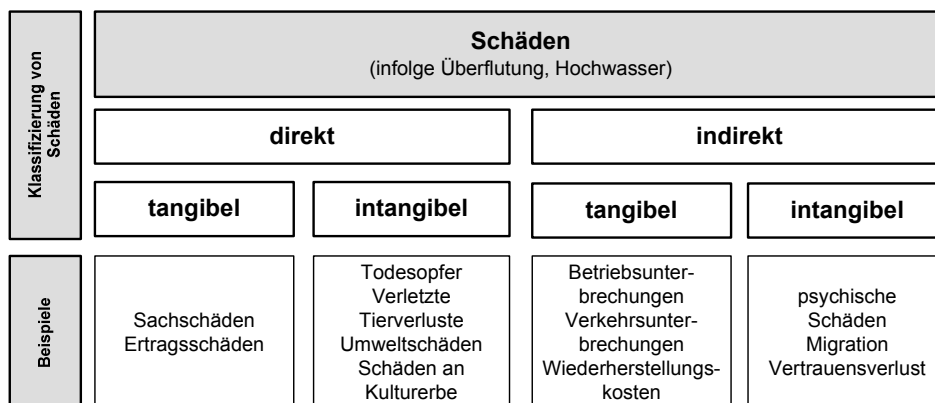 Schäden
(infolge Überflutung, Hochwasser)
Klassifizierung von
Schäden
direkt
indirekt
tangibel
intangibel
tangibel
intangibel
Beispiele
Sachschäden
Ertragsschäden
Todesopfer
Verletzte
Tierverluste
Umweltschäden
Schäden an
Kulturerbe
Betriebsunter-
brechungen
Verkehrsunter-
brechungen
Wiederherstellungs-
kosten
psychische
Schäden
Migration
Vertrauensverlust